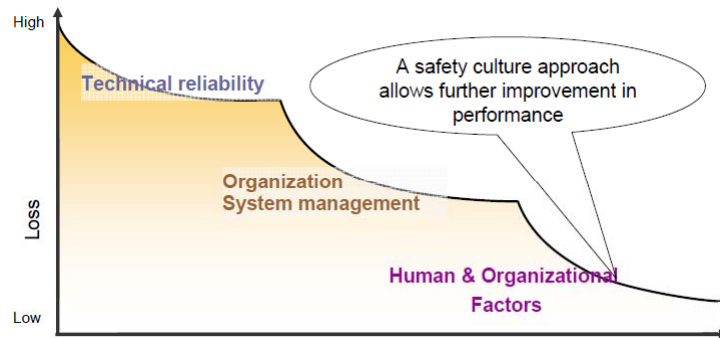 High
Technical reliability
A safety culture approach
allows further improvement in
performance
Organization
System management
Loss
Human & Organizational
Factors
Low